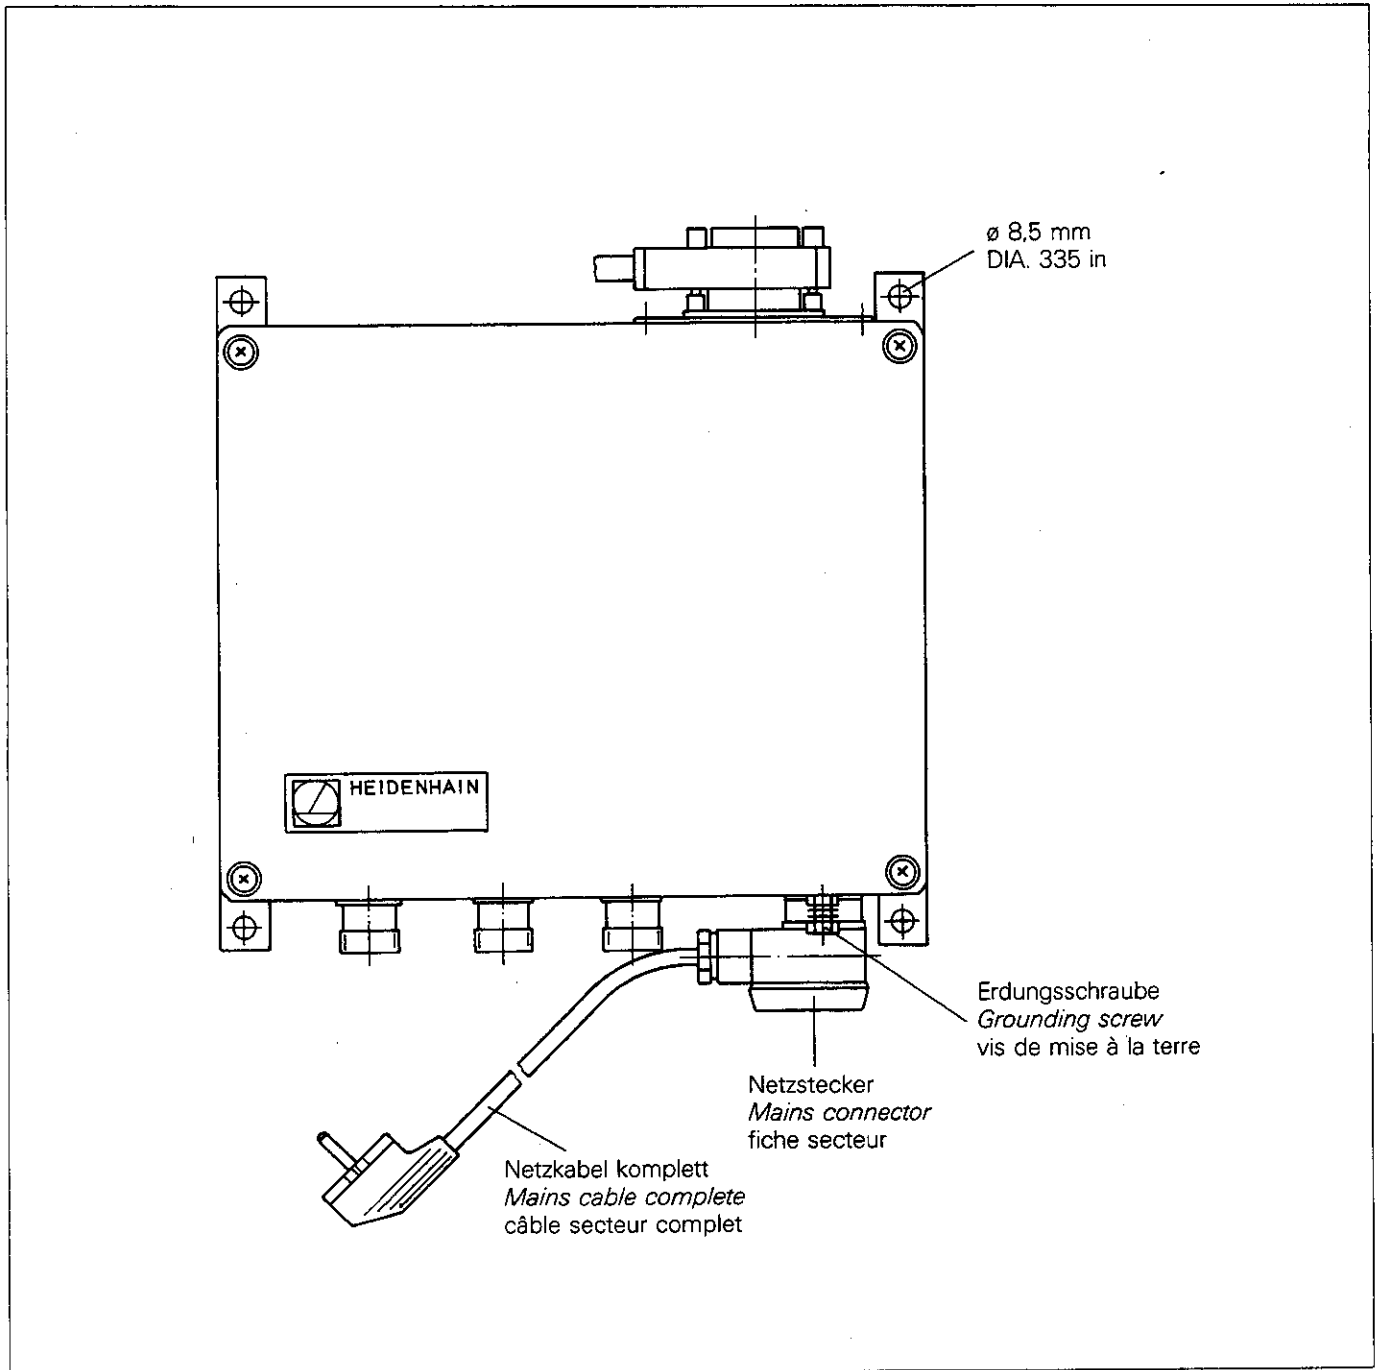 ø 8,5 mm
DIA. 335 in
HEIDENHAIN
Erdungsschraube
Grounding screw
vis de mise à la terre
Netzstecker
Mains connector
fiche secteur
Netzkabel komplett
Mains cable complete
câble secteur complet